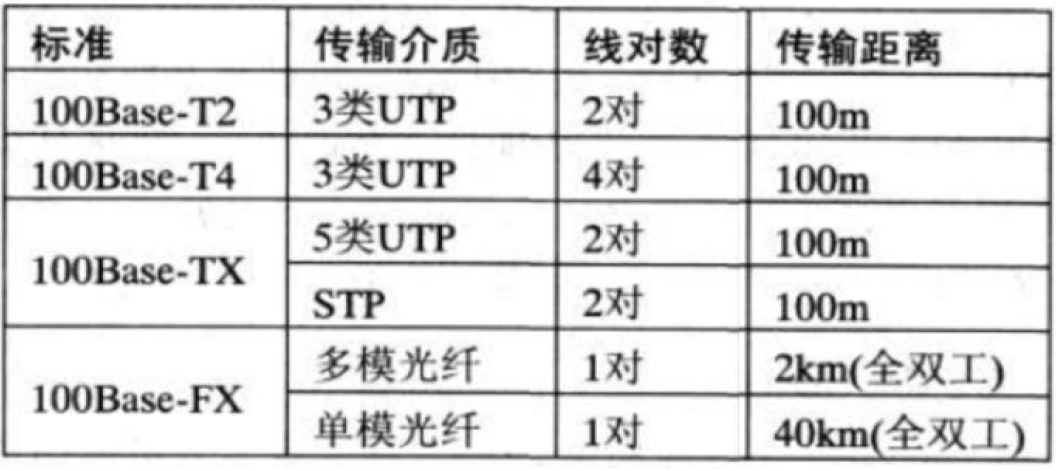 标准 传输介质 线对数 传输距离
100Base-T2 3类UTP 2对 100m
100Base-T4 3类UTP 4对 100m
100Base-TX 5类UTP 2对 100m
STP 2对 100m
100Base-FX 多模光纤 1对 2km(全双工)
单模光纤 1对 40km(全双工)